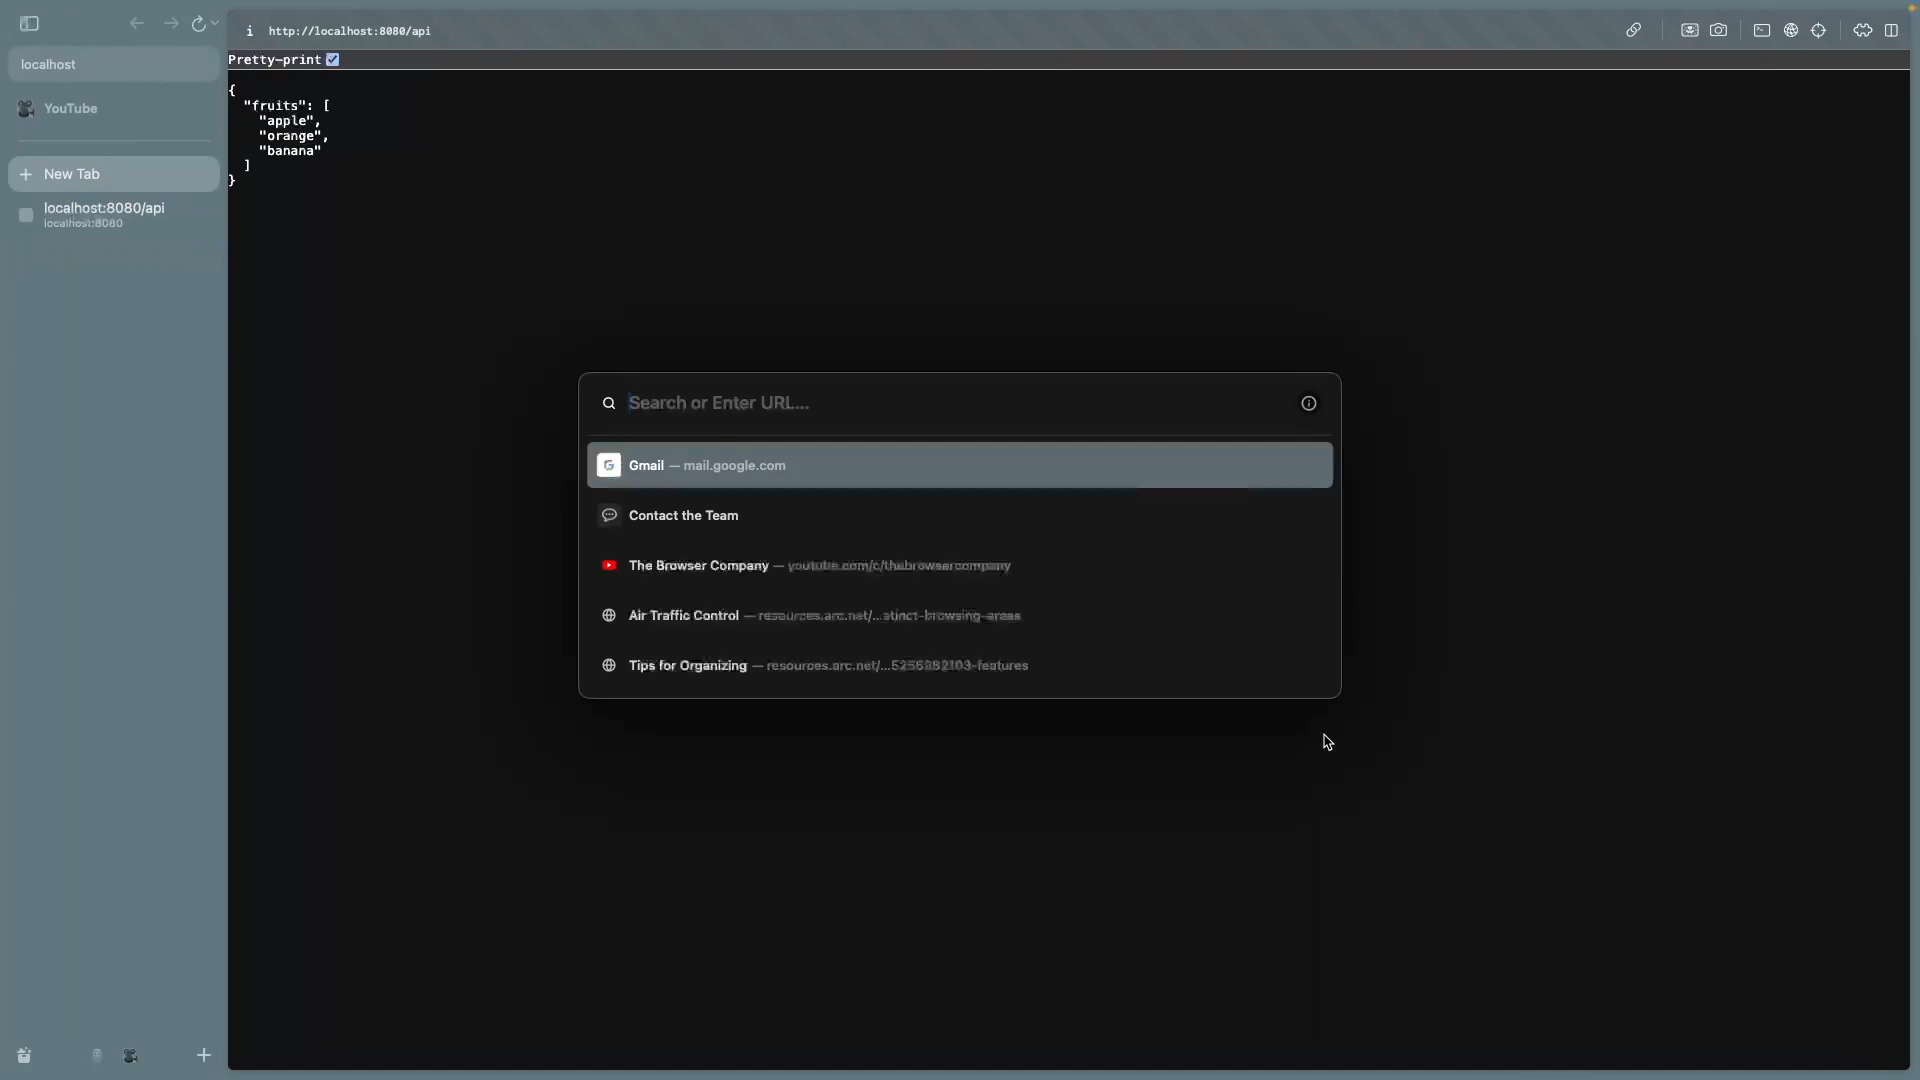 localhost
YouTube
New Tab
localhost:8080/api
localhost:8080
i http://localhost:8080/api
Pretty-print
{
"fruits": [
"apple",
"orange",
"banana"
]
}
Search or Enter URL...
Gmail — mail.google.com
Contact the Team
The Browser Company — youtube.com/c/thebrowsercompany
Air Traffic Control — resources.arc.net/...stinct-browsing-areas
Tips for Organizing — resources.arc.net/...-features